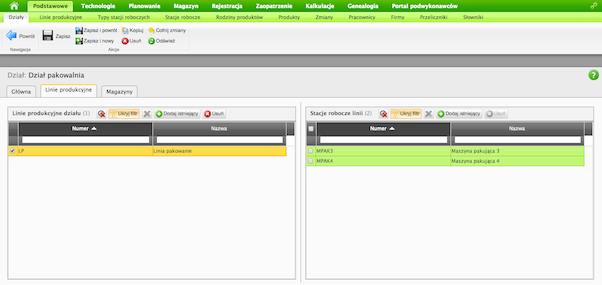 Podstawowe Technologie Planowanie Magazyn Rejestracja Zaopatrzenie Kalkulacje Genealogia Portal podwykonawców
Działy Linie produkcyjne Typy stacji roboczych Stacje robocze Rodziny produktów Produkty Zmiany Pracownicy Firmy Przeliczniki Słowniki
Powrót Zapisz Zapisz i powrót Kopiuj Cofnij zmiany
Zapisz i nowy Usuń Odśwież
Nawigacja Akcje
Dział: Dział pakowalnia
Główna Linie produkcyjne Magazyny
Linie produkcyjne działu (1) Ukryj filtr Dodaj istniejący Usuń
Numer Nazwa
LP Linia pakowanie
Stacje robocze linii (2) Ukryj filtr Dodaj istniejący Usuń
Numer Nazwa
MPAK3 Maszyna pakująca 3
MPAK4 Maszyna pakująca 4